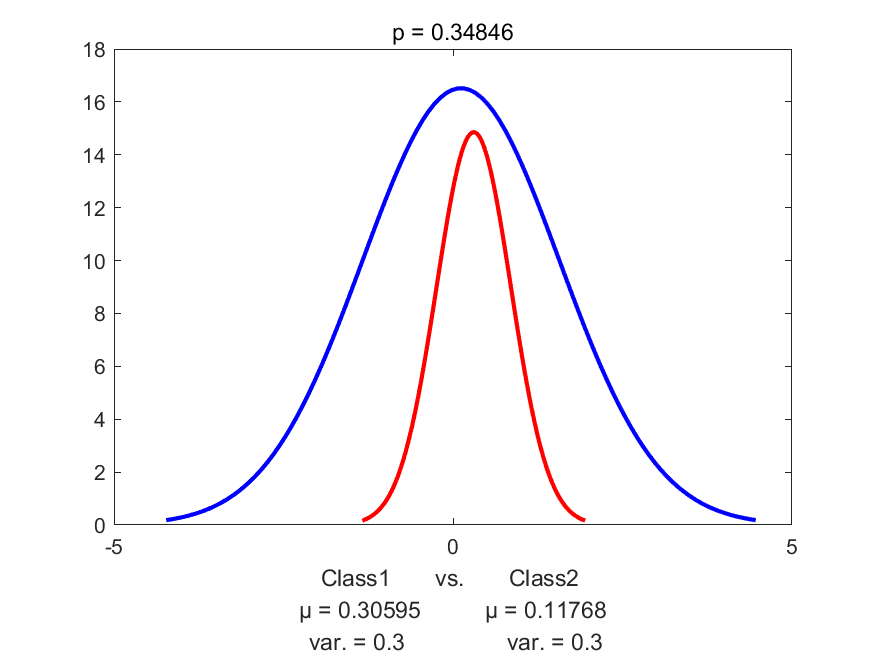 p = 0.34846
18
16
14
12
10
8
6
4
2
0
-5 0 5
Class1 vs. Class2
μ = 0.30595 μ = 0.11768
var. = 0.3 var. = 0.3